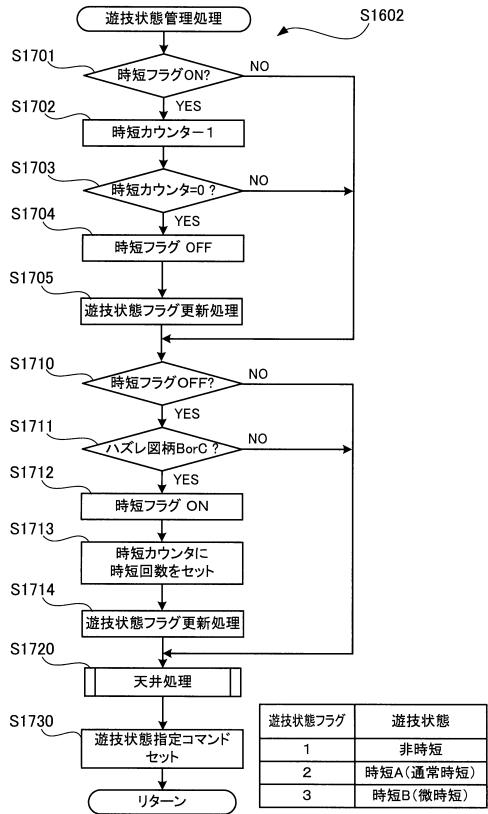 遊技状態管理処理
S1602
S1701
時短フラグON?
NO
YES
S1702
時短カウンター1
S1703
時短カウンタ=0?
NO
YES
S1704
時短フラグ OFF
S1705
遊技状態フラグ更新処理
S1710
時短フラグOFF?
NO
YES
S1711
ハズレ図柄BorC?
NO
YES
S1712
時短フラグ ON
S1713
時短カウンタに
時短回数をセット
S1714
遊技状態フラグ更新処理
S1720
天井処理
S1730
遊技状態指定コマンド
セット
リターン
遊技状態フラグ 遊技状態
1 非時短
2 時短A(通常時短)
3 時短B(微時短)